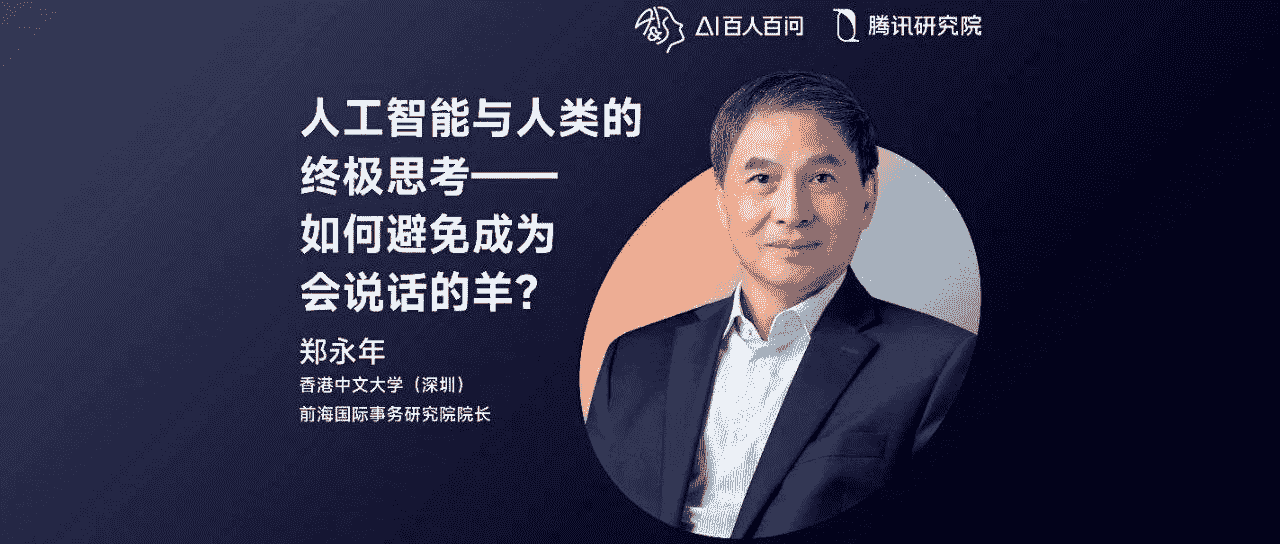 AI百人百问 腾讯研究院
人工智能与人类的
终极思考——
如何避免成为
会说话的羊?
郑永年
香港中文大学（深圳）
前海国际事务研究院院长